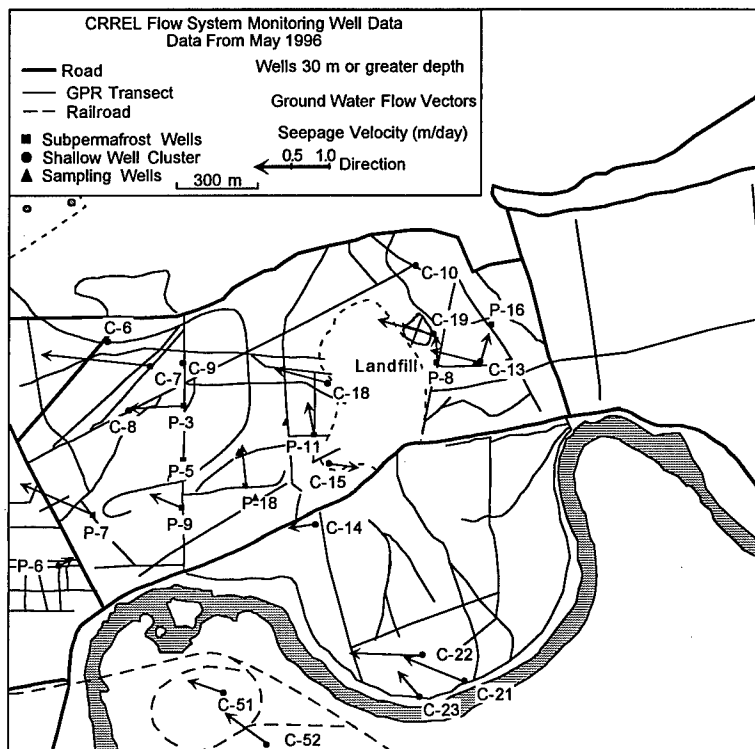 CRREL Flow System Monitoring Well Data
Data From May 1996
Road
Wells 30 m or greater depth
GPR Transect
Ground Water Flow Vectors
Railroad
Seepage Velocity (m/day)
Subpermafrost Wells
Shallow Well Cluster
0.5 1.0
Direction
Sampling Wells
300 m
C-10
C-6
C-19
P-16
Landfill
C-7
C-9
P-8
C-13
C-18
C-8
P-3
P-11
P-5
C-15
P-18
P-7
P-9
C-14
P-6
C-22
C-21
C-23
C-51
C-52